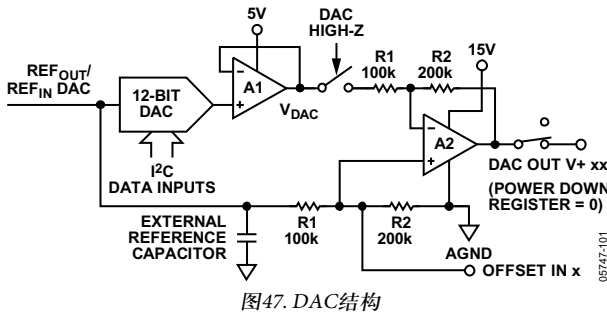 5V
DAC
HIGH-Z
REFOUT/
REFIN DAC
12-BIT
DAC
A1
VDAC
R1
100k
R2
200k
15V
A2
I2C
DATA INPUTS
DAC OUT V+ xx
(POWER DOWN
REGISTER = 0)
EXTERNAL
REFERENCE
CAPACITOR
R1
100k
R2
200k
AGND
OFFSET IN x
05747-101
图47. DAC结构